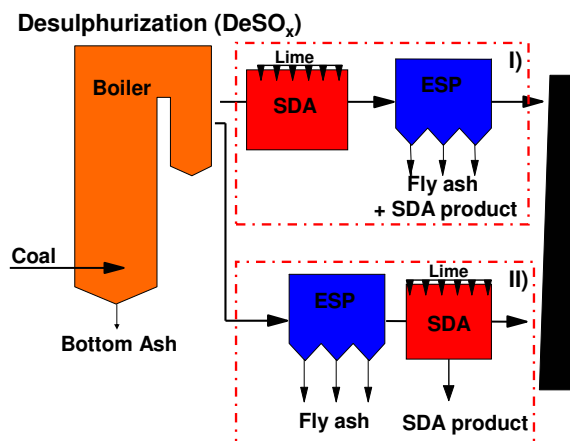 Desulphurization (DeSOx)
Boiler
Lime
I)
SDA
ESP
Fly ash
+ SDA product
Coal
Bottom Ash
Lime
II)
ESP
SDA
Fly ash
SDA product